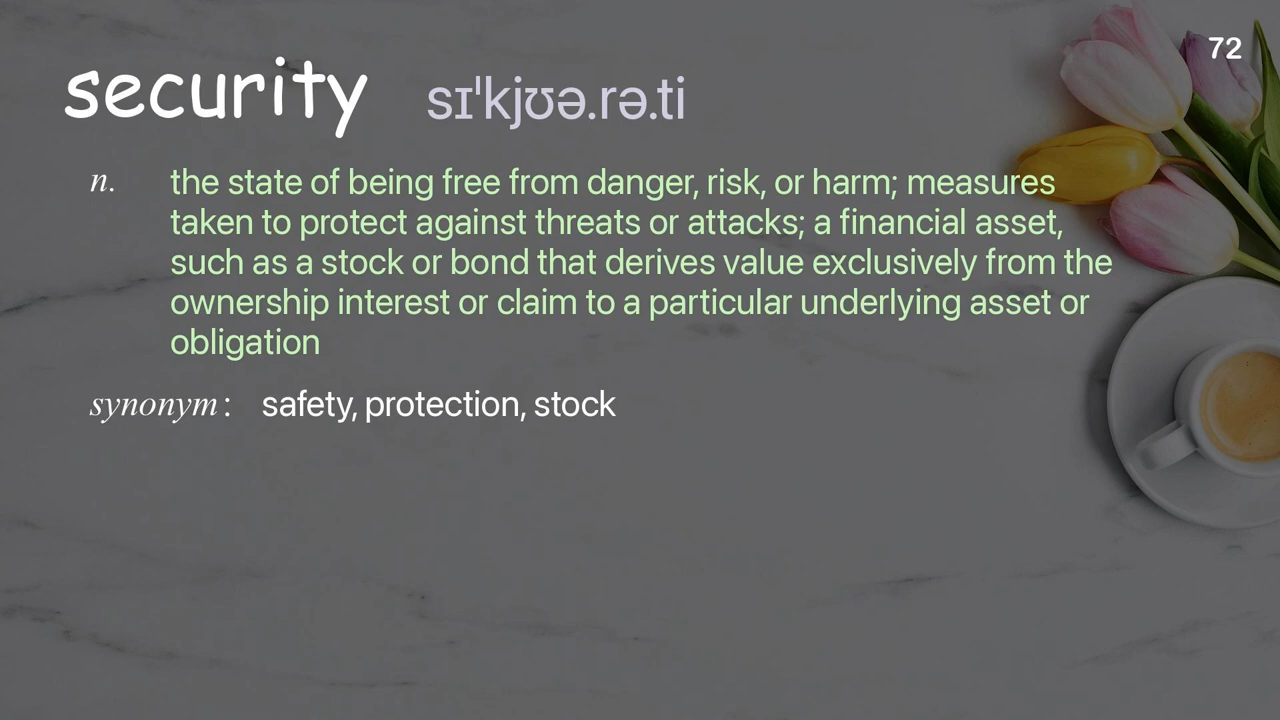 72
security sɪˈkjʊə.rə.ti
n. the state of being free from danger, risk, or harm; measures
taken to protect against threats or attacks; a financial asset,
such as a stock or bond that derives value exclusively from the
ownership interest or claim to a particular underlying asset or
obligation
synonym : safety, protection, stock